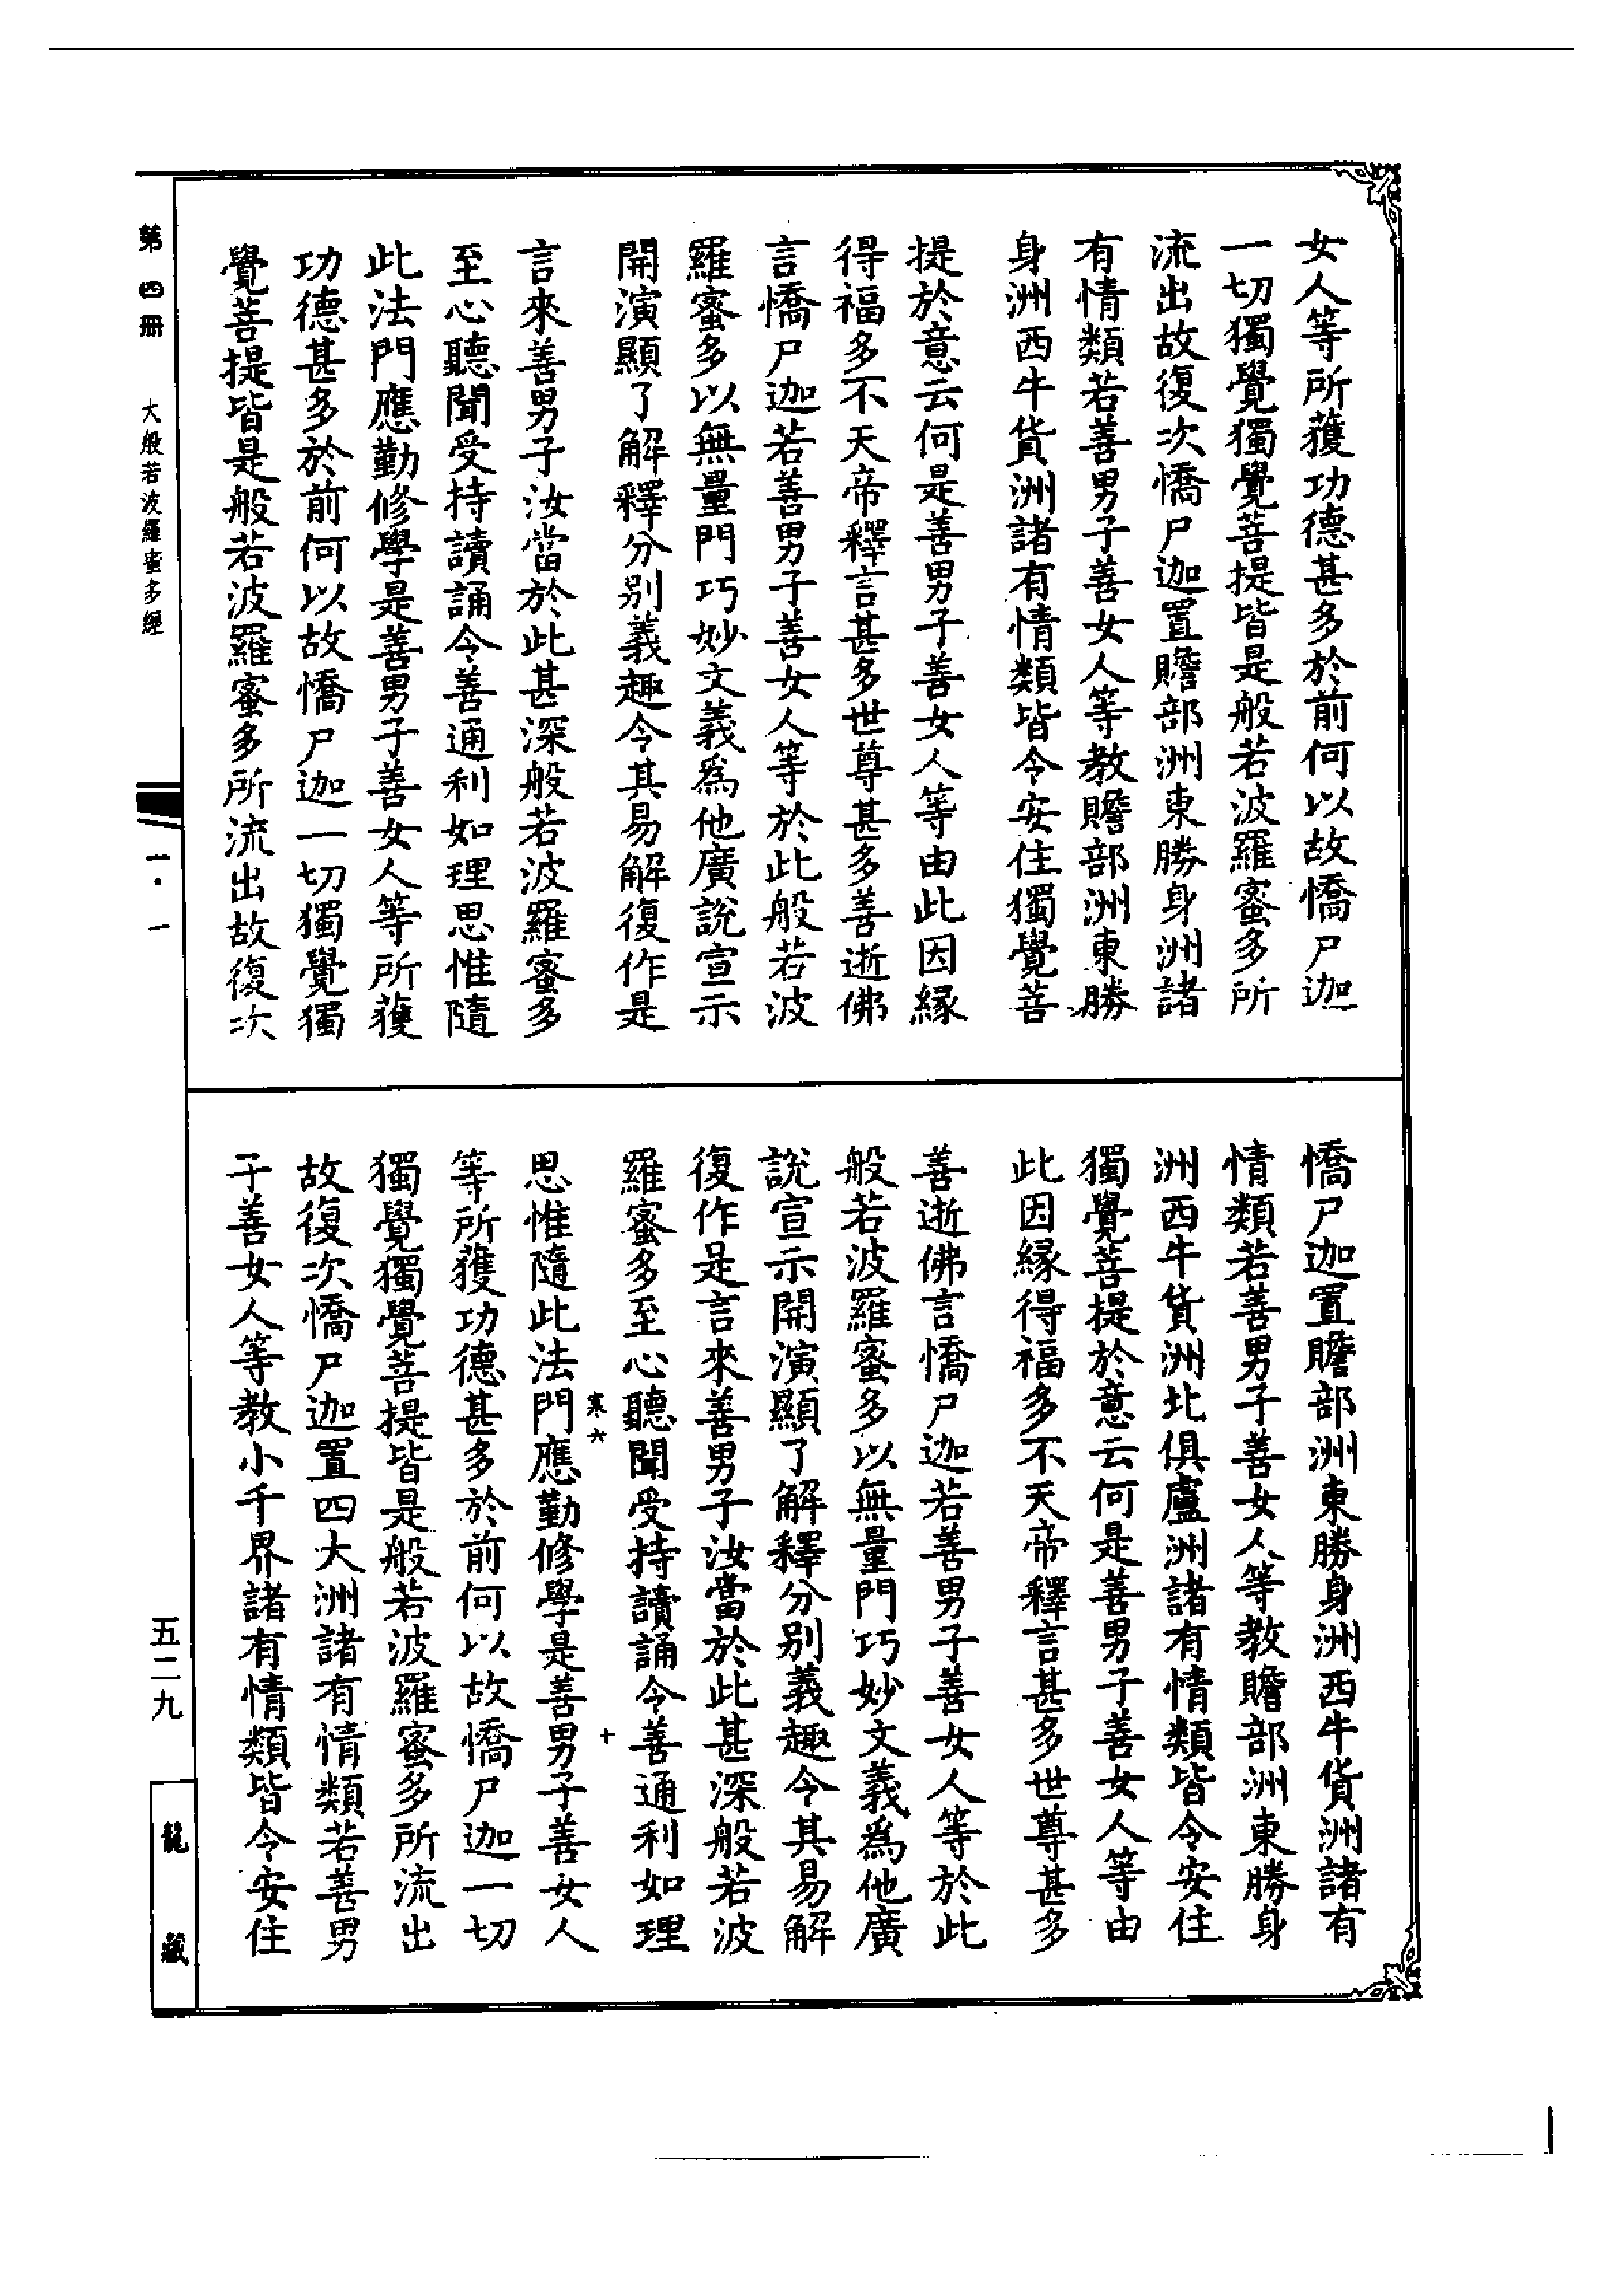 女人等所獲功德甚多於前何以故憍尸迦
一切獨覺獨覺菩提皆是般若波羅蜜多所
流出故復次憍尸迦置贍部洲東勝身洲諸
有情類若善男子善女人等教贍部洲東勝
身洲西牛貨洲諸有情類皆令安住獨覺菩
提於意云何是善男子善女人等由此因緣
得福多不天帝釋言甚多世尊甚多善逝佛
言憍尸迦若善男子善女人等於此般若波
羅蜜多以無量門巧妙文義為他廣說宣示
開演顯了解釋分別義趣令其易解復作是
言來善男子汝當於此甚深般若波羅蜜多
至心聽聞受持讀誦令善通利如理思惟隨
此法門應勤修學是善男子善女人等所獲
功德甚多於前何以故憍尸迦一切獨覺獨
覺菩提皆是般若波羅蜜多所流出故復次
憍尸迦置贍部洲東勝身洲西牛貨洲諸有
情類若善男子善女人等教贍部洲東勝身
洲西牛貨洲北俱盧洲諸有情類皆令安住
獨覺菩提於意云何是善男子善女人等由
此因緣得福多不天帝釋言甚多世尊甚多
善逝佛言憍尸迦若善男子善女人等於此
般若波羅蜜多以無量門巧妙文義為他廣
說宣示開演顯了解釋分別義趣令其易解
復作是言來善男子汝當於此甚深般若波
羅蜜多至心聽聞受持讀誦令善通利如理
寒六 十
思惟隨此法門應勤修學是善男子善女人
等所獲功德甚多於前何以故憍尸迦一切
獨覺獨覺菩提皆是般若波羅蜜多所流出
故復次憍尸迦置四大洲諸有情類若善男
子善女人等教小千界諸有情類皆令安住
第四冊 大般若波羅蜜多經
一·一
五二九
龍藏